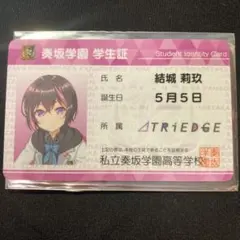 奏坂学園 学生証
Student Identity Card
氏 名 結城 莉玖
誕生日 5月5日
所 属 ⊿TRiEDGE
私立奏坂学園高等学校